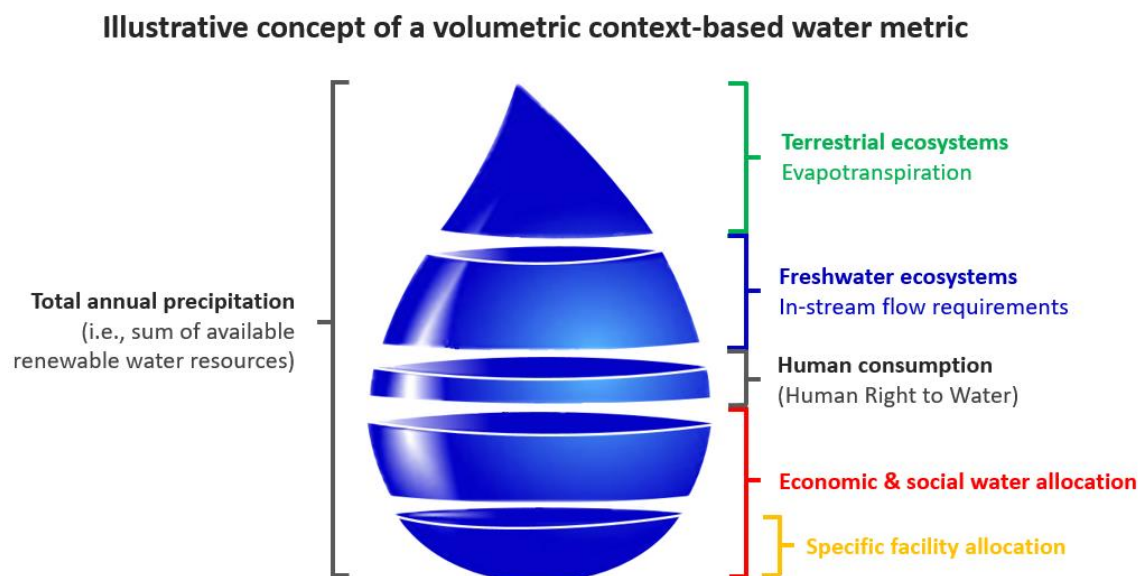 Illustrative concept of a volumetric context-based water metric
Total annual precipitation
(i.e., sum of available
renewable water resources)
Terrestrial ecosystems
Evapotranspiration
Freshwater ecosystems
In-stream flow requirements
Human consumption
(Human Right to Water)
Economic & social water allocation
Specific facility allocation